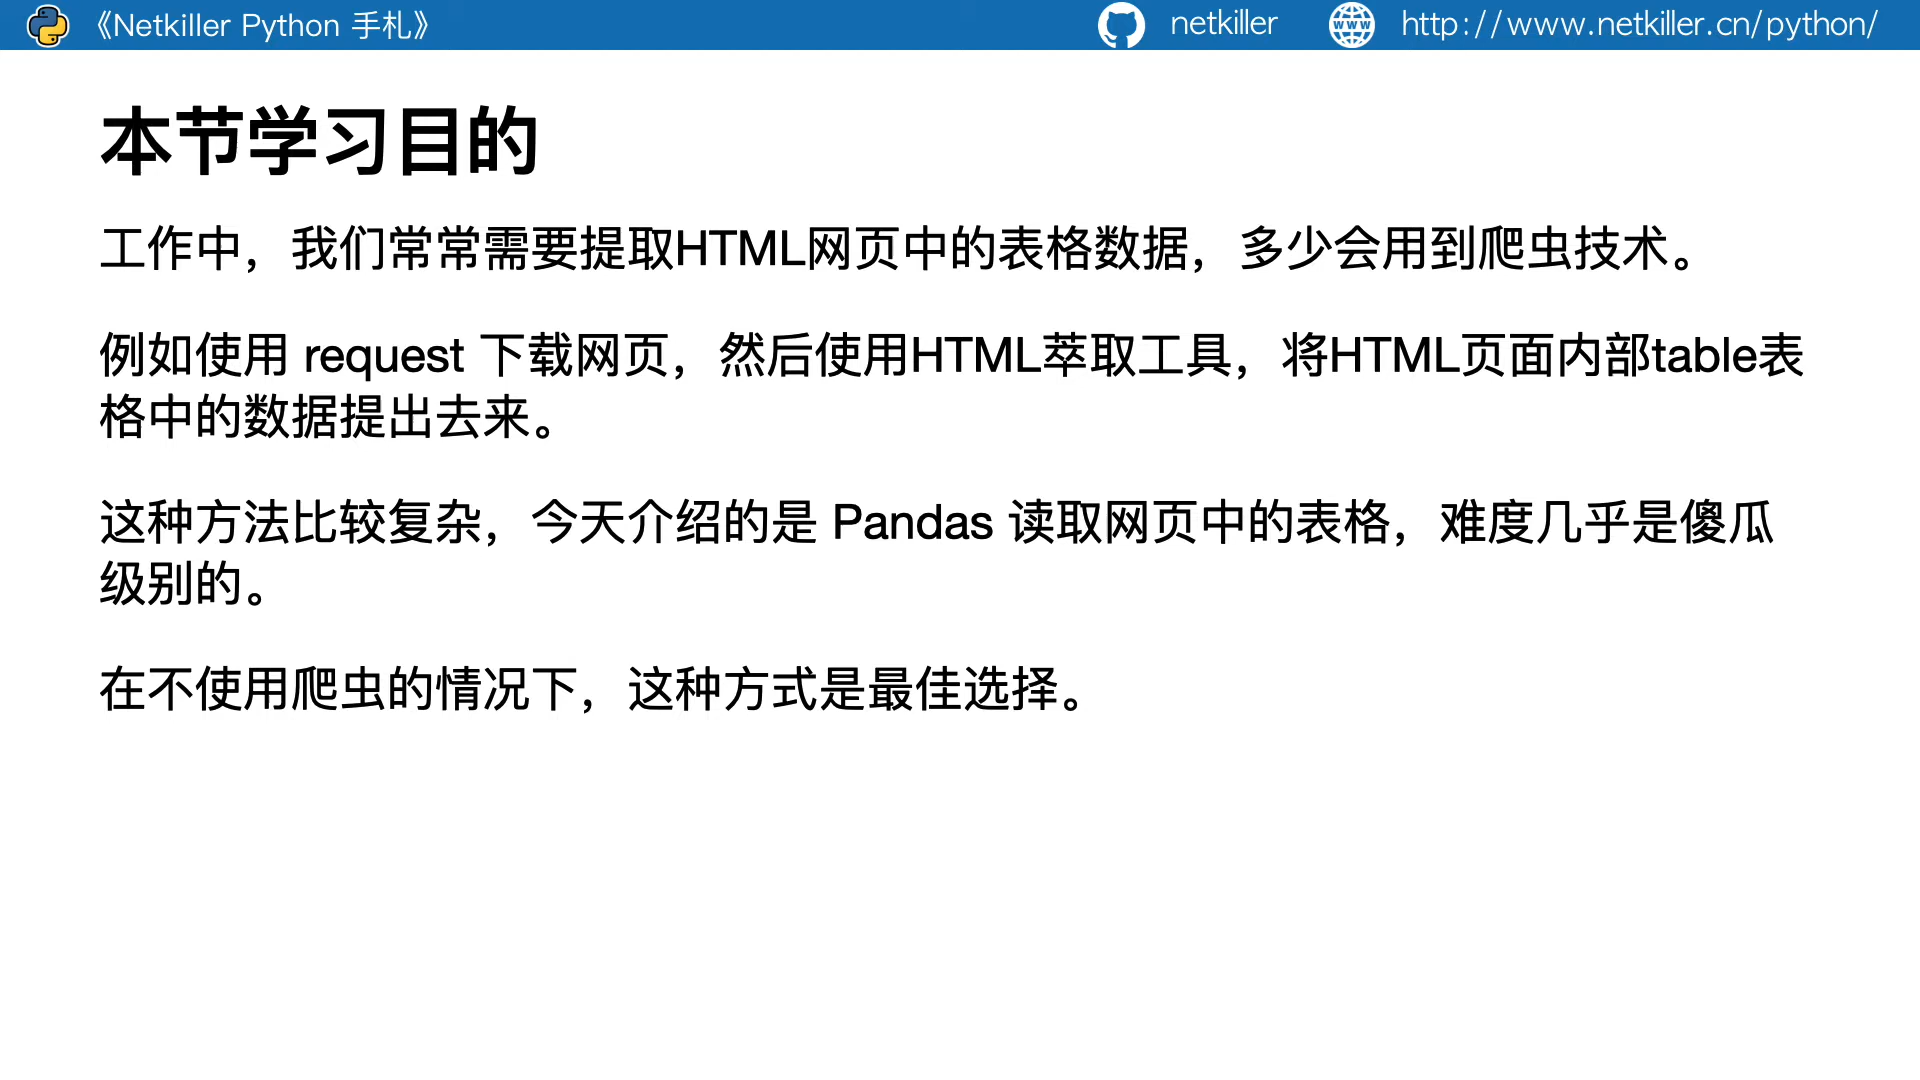 《Netkiller Python 手札》
netkiller
WWW
http://www.netkiller.cn/python/
本节学习目的
工作中，我们常常需要提取HTML网页中的表格数据，多少会用到爬虫技术。
例如使用 request 下载网页，然后使用HTML萃取工具，将HTML页面内部table表
格中的数据提出去来。
这种方法比较复杂，今天介绍的是 Pandas 读取网页中的表格，难度几乎是傻瓜
级别的。
在不使用爬虫的情况下，这种方式是最佳选择。